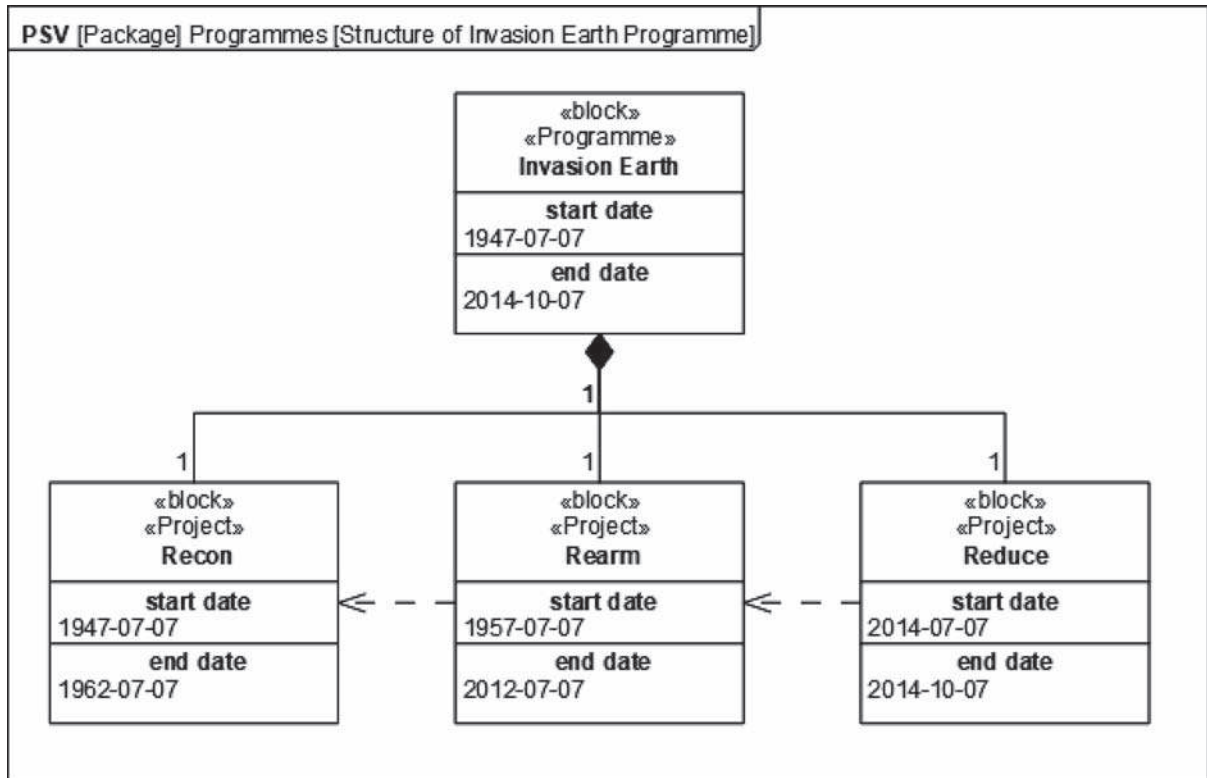 PSV [Package] Programmes [Structure of Invasion Earth Programme]
«block»
«Programme»
Invasion Earth
start date
1947-07-07
end date
2014-10-07
1
1
1
1
«block»
«Project»
Recon
start date
1947-07-07
end date
1962-07-07
«block»
«Project»
Rearm
start date
1957-07-07
end date
2012-07-07
«block»
«Project»
Reduce
start date
2014-07-07
end date
2014-10-07